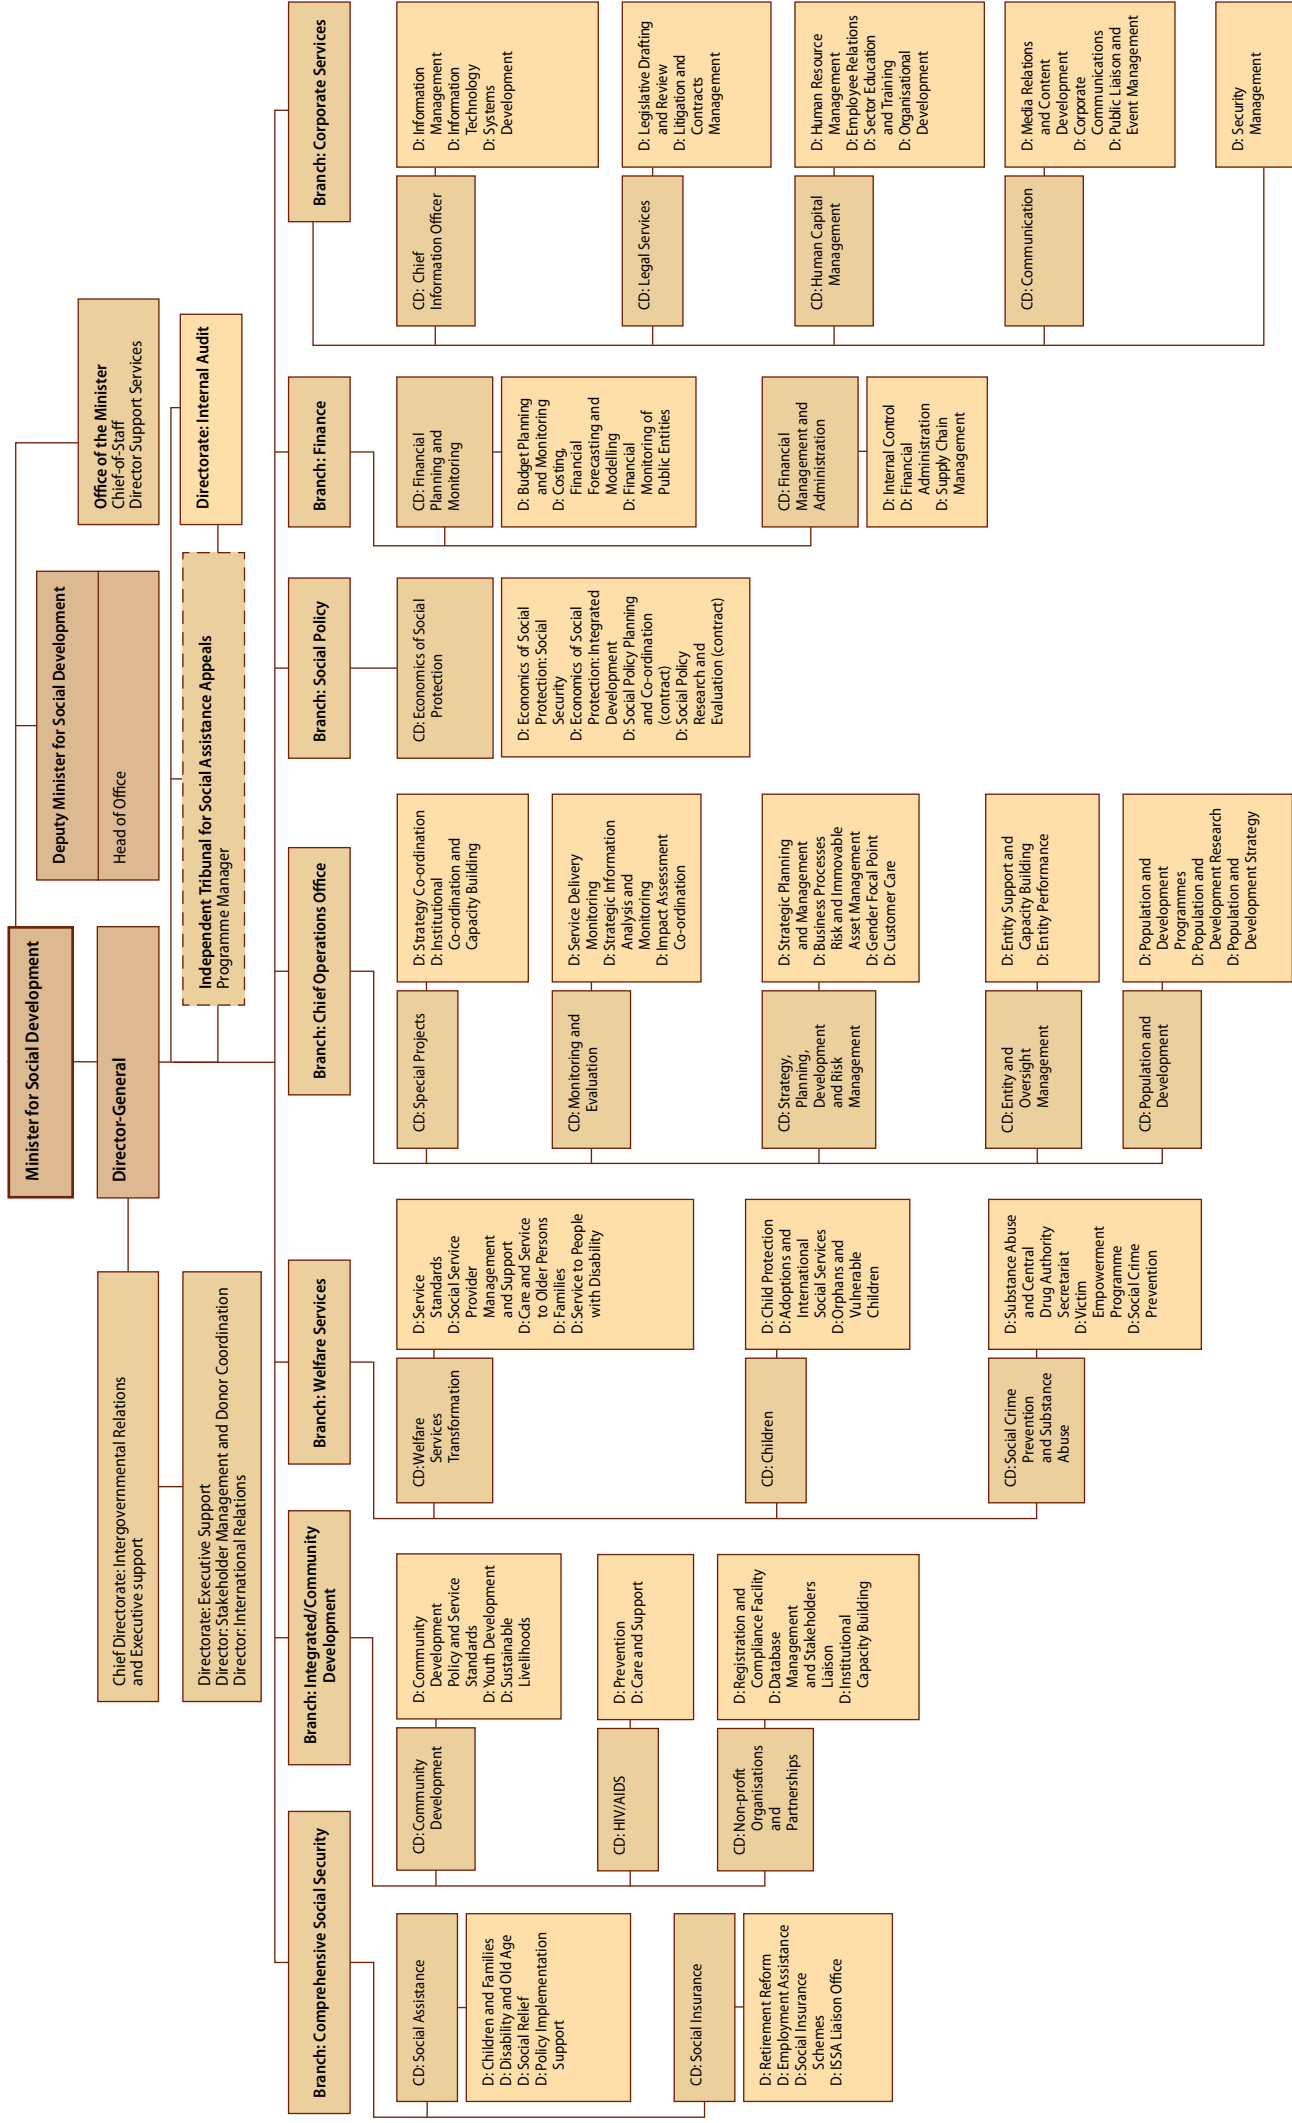 Minister for Social Development
Deputy Minister for Social Development
Head of Office
Office of the Minister
Chief-of-Staff
Director Support Services
Director-General
Chief Directorate: Intergovernmental Relations
and Executive support
Directorate: Executive Support
Director: Stakeholder Management and Donor Coordination
Director: International Relations
Independent Tribunal for Social Assistance Appeals
Programme Manager
Directorate: Internal Audit
Branch: Comprehensive Social Security
CD: Social Assistance
D: Children and Families
D: Disability and Old Age
D: Social Relief
D: Policy Implementation
Support
CD: Social Insurance
D: Retirement Reform
D: Employment Assistance
D: Social Insurance
Schemes
D: ISSA Liaison Office
Branch: Integrated/Community
Development
CD: Community
Development
D: Community
Development
Policy and Service
Standards
D: Youth Development
D: Sustainable
Livelihoods
CD: HIV/AIDS
D: Prevention
D: Care and Support
CD: Non-profit
Organisations
and
Partnerships
D: Registration and
Compliance Facility
D: Database
Management
and Stakeholders
Liaison
D: Institutional
Capacity Building
Branch: Welfare Services
CD: Welfare
Services
Transformation
D: Service
Standards
D: Social Service
Provider
Management
and Support
D: Care and Service
to Older Persons
D: Families
D: Service to People
with Disability
CD: Children
D: Child Protection
D: Adoptions and
International
Social Services
D: Orphans and
Vulnerable
Children
CD: Social Crime
Prevention
and Substance
Abuse
D: Substance Abuse
and Central
Drug Authority
Secretariat
D: Victim
Empowerment
Programme
D: Social Crime
Prevention
Branch: Chief Operations Office
CD: Special Projects
D: Strategy Co-ordination
D: Institutional
Co-ordination and
Capacity Building
CD: Monitoring and
Evaluation
D: Service Delivery
Monitoring
D: Strategic Information
Analysis and
Monitoring
D: Impact Assessment
Co-ordination
CD: Strategy,
Planning,
Development
and Risk
Management
D: Strategic Planning
and Management
D: Business Processes
Risk and Immovable
Asset Management
D: Gender Focal Point
D: Customer Care
CD: Entity and
Oversight
Management
D: Entity Support and
Capacity Building
D: Entity Performance
CD: Population and
Development
D: Population and
Development
Programmes
D: Population and
Development Research
D: Population and
Development Strategy
Branch: Social Policy
CD: Economics of Social
Protection
D: Economics of Social
Protection: Social
Security
D: Economics of Social
Protection: Integrated
Development
D: Social Policy Planning
and Co-ordination
(contract)
D: Social Policy
Research and
Evaluation (contract)
Branch: Finance
CD: Financial
Planning and
Monitoring
D: Budget Planning
and Monitoring
D: Costing,
Financial
Forecasting and
Modelling
D: Financial
Monitoring of
Public Entities
CD: Financial
Management and
Administration
D: Internal Control
D: Financial
Administration
D: Supply Chain
Management
Branch: Corporate Services
CD: Chief
Information Officer
D: Information
Management
D: Information
Technology
D: Systems
Development
CD: Legal Services
D: Legislative Drafting
and Review
D: Litigation and
Contracts
Management
CD: Human Capital
Management
D: Human Resource
Management
D: Employee Relations
D: Sector Education
and Training
D: Organisational
Development
CD: Communication
D: Media Relations
and Content
Development
D: Corporate
Communications
D: Public Liaison and
Event Management
D: Security
Management